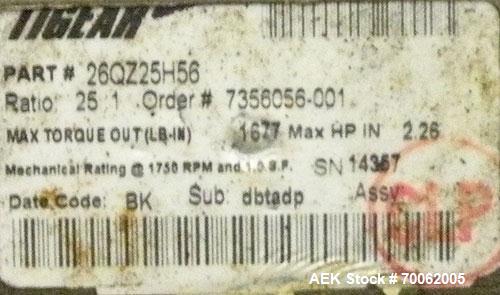 TIGEAR
PART # 26QZ25H56
Ratio: 25 1 Order # 7356056-001
MAX TORQUE OUT (LB-IN) 1677 Max HP IN 2.26
Mechanical Rating @ 1750 RPM and 1.0 S.F. SN 14357
Date Code: BK Sub: dbtadp Assy
AEK Stock # 70062005